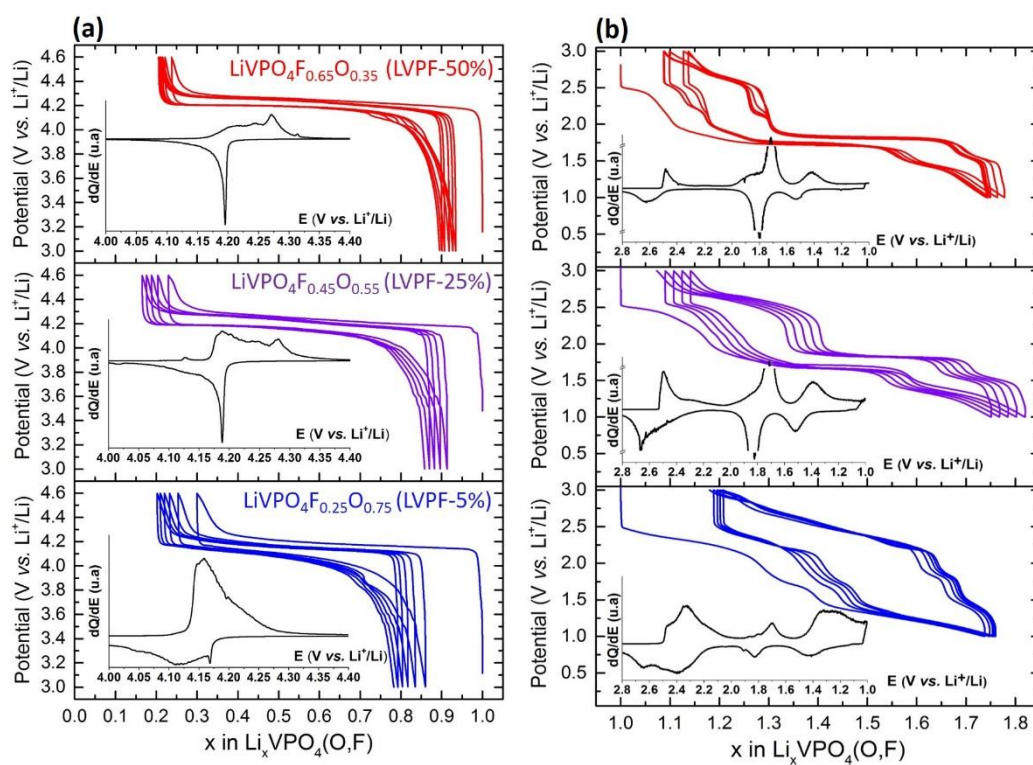 (a)
LiVPO₄F₀.₆₅O₀.₃₅ (LVPF-50%)
Potential (V vs. Li⁺/Li)
4.6
4.4
4.2
4.0
3.8
3.6
3.4
3.2
3.0
dQ/dE (u.a)
E (V vs. Li⁺/Li)
4.00 4.05 4.10 4.15 4.20 4.25 4.30 4.35 4.40
LiVPO₄F₀.₄₅O₀.₅₅ (LVPF-25%)
Potential (V vs. Li⁺/Li)
4.6
4.4
4.2
4.0
3.8
3.6
3.4
3.2
3.0
dQ/dE (u.a)
E (V vs. Li⁺/Li)
4.00 4.05 4.10 4.15 4.20 4.25 4.30 4.35 4.40
LiVPO₄F₀.₂₅O₀.₇₅ (LVPF-5%)
Potential (V vs. Li⁺/Li)
4.6
4.4
4.2
4.0
3.8
3.6
3.4
3.2
3.0
dQ/dE (u.a)
E (V vs. Li⁺/Li)
4.00 4.05 4.10 4.15 4.20 4.25 4.30 4.35 4.40
0.0 0.1 0.2 0.3 0.4 0.5 0.6 0.7 0.8 0.9 1.0
x in LiₓVPO₄(O,F)
(b)
Potential (V vs. Li⁺/Li)
3.0
2.5
2.0
1.5
1.0
0.5
dQ/dE (u.a)
E (V vs. Li⁺/Li)
2.8 2.6 2.4 2.2 2.0 1.8 1.6 1.4 1.2 1.0
Potential (V vs. Li⁺/Li)
3.0
2.5
2.0
1.5
1.0
0.5
dQ/dE (u.a)
E (V vs. Li⁺/Li)
2.8 2.6 2.4 2.2 2.0 1.8 1.6 1.4 1.2 1.0
Potential (V vs. Li⁺/Li)
3.0
2.5
2.0
1.5
1.0
0.5
dQ/dE (u.a)
E (V vs. Li⁺/Li)
2.8 2.6 2.4 2.2 2.0 1.8 1.6 1.4 1.2 1.0
1.0 1.1 1.2 1.3 1.4 1.5 1.6 1.7 1.8
x in LiₓVPO₄(O,F)